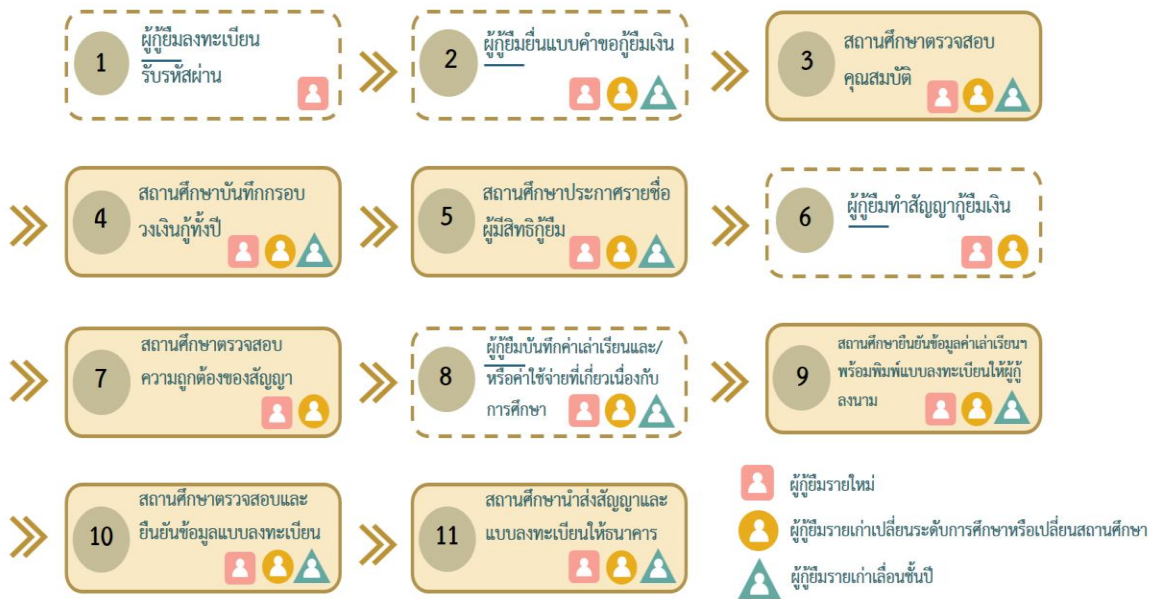 1
ผู้กู้ยืมลงทะเบียน
รับรหัสผ่าน
2
ผู้กู้ยืมยื่นแบบคำขอกู้ยืมเงิน
3
สถานศึกษาตรวจสอบ
คุณสมบัติ
4
สถานศึกษาบันทึกกรอบ
วงเงินกู้ทั้งปี
5
สถานศึกษาประกาศรายชื่อ
ผู้มีสิทธิกู้ยืม
6
ผู้กู้ยืมทำสัญญากู้ยืมเงิน
7
สถานศึกษาตรวจสอบ
ความถูกต้องของสัญญา
8
ผู้กู้ยืมบันทึกค่าเล่าเรียนและ/
หรือค่าใช้จ่ายที่เกี่ยวเนื่องกับ
การศึกษา
9
สถานศึกษายืนยันข้อมูลค่าเล่าเรียนฯ
พร้อมพิมพ์แบบลงทะเบียนให้ผู้กู้
ลงนาม
10
สถานศึกษาตรวจสอบและ
ยืนยันข้อมูลแบบลงทะเบียน
11
สถานศึกษานำส่งสัญญาและ
แบบลงทะเบียนให้ธนาคาร
ผู้กู้ยืมรายใหม่
ผู้กู้ยืมรายเก่าเปลี่ยนระดับการศึกษาหรือเปลี่ยนสถานศึกษา
ผู้กู้ยืมรายเก่าเลื่อนชั้นปี